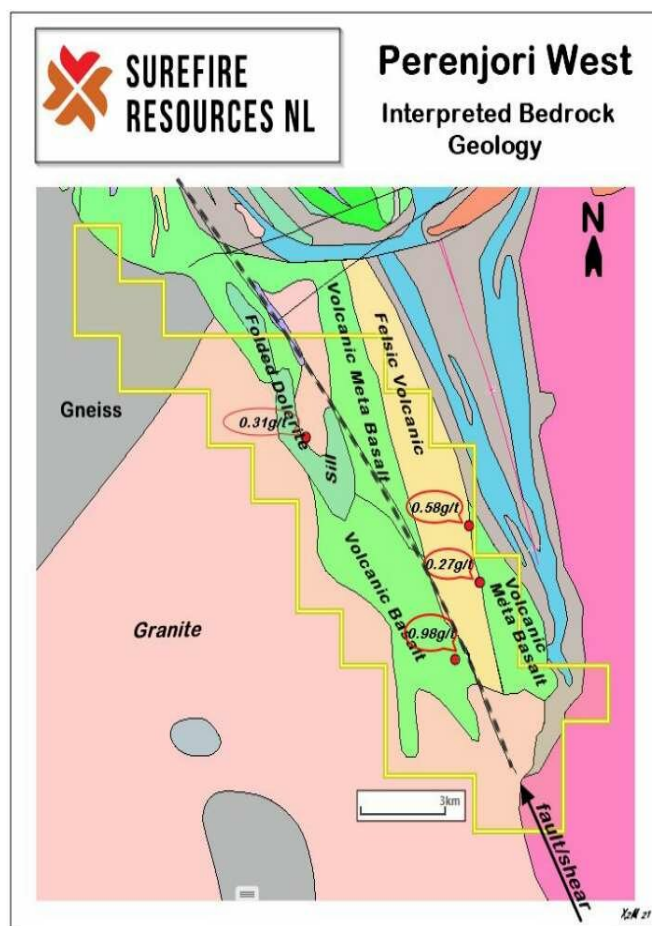 SUREFIRE
RESOURCES NL
Perenjori West
Interpreted Bedrock
Geology
N
Volcanic Meta Basalt
Felsic Volcanic
Folded Dolerite
Sill
Gneiss
0.31g/t
0.58g/t
0.27g/t
Volcanic
Meta Basalt
Volcanic Basalt
0.98g/t
Granite
3km
fault/shear